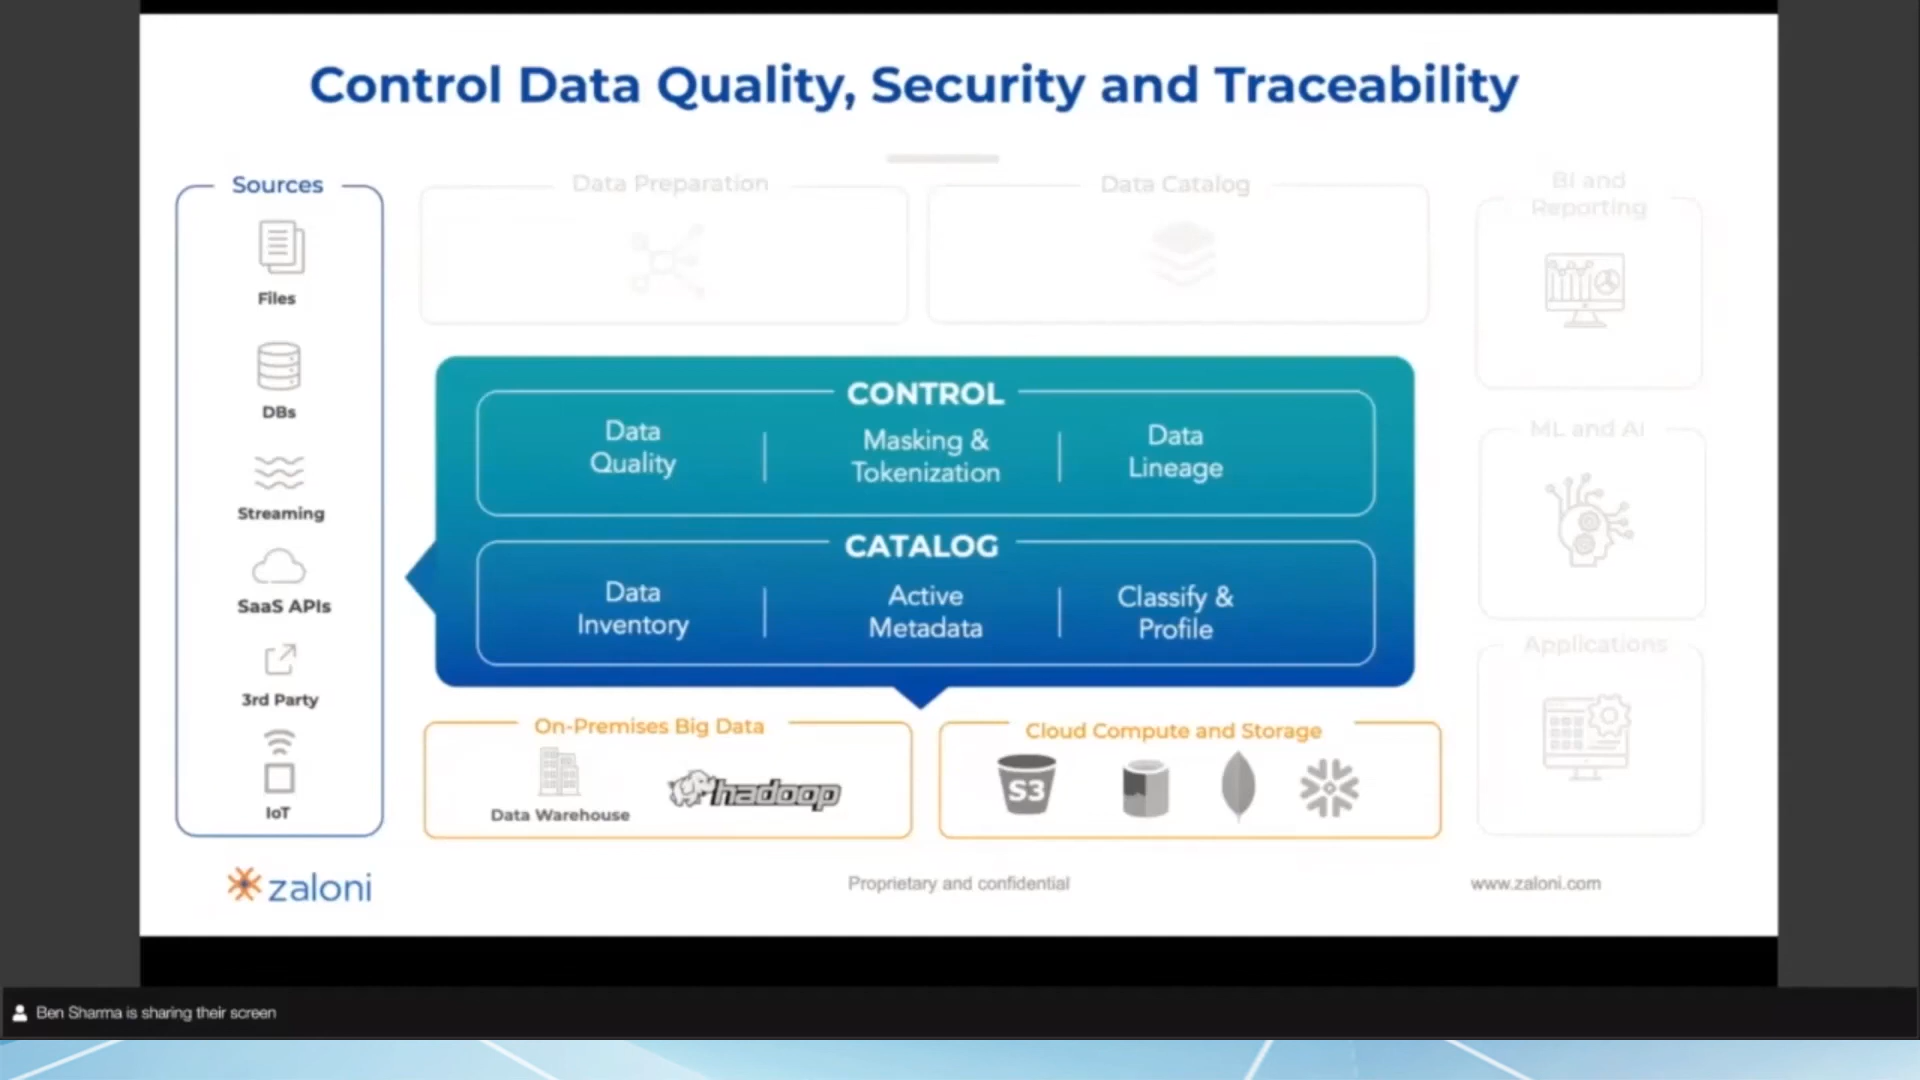 Control Data Quality, Security and Traceability
Sources
Files
DBs
Streaming
SaaS APIs
3rd Party
IoT
Data Preparation
Data Catalog
BI and
Reporting
ML and AI
Applications
CONTROL
Data
Quality
Masking &
Tokenization
Data
Lineage
CATALOG
Data
Inventory
Active
Metadata
Classify &
Profile
On-Premises Big Data
Data Warehouse
hadoop
Cloud Compute and Storage
S3
zaloni
Proprietary and confidential
www.zaloni.com
Ben Sharma is sharing their screen